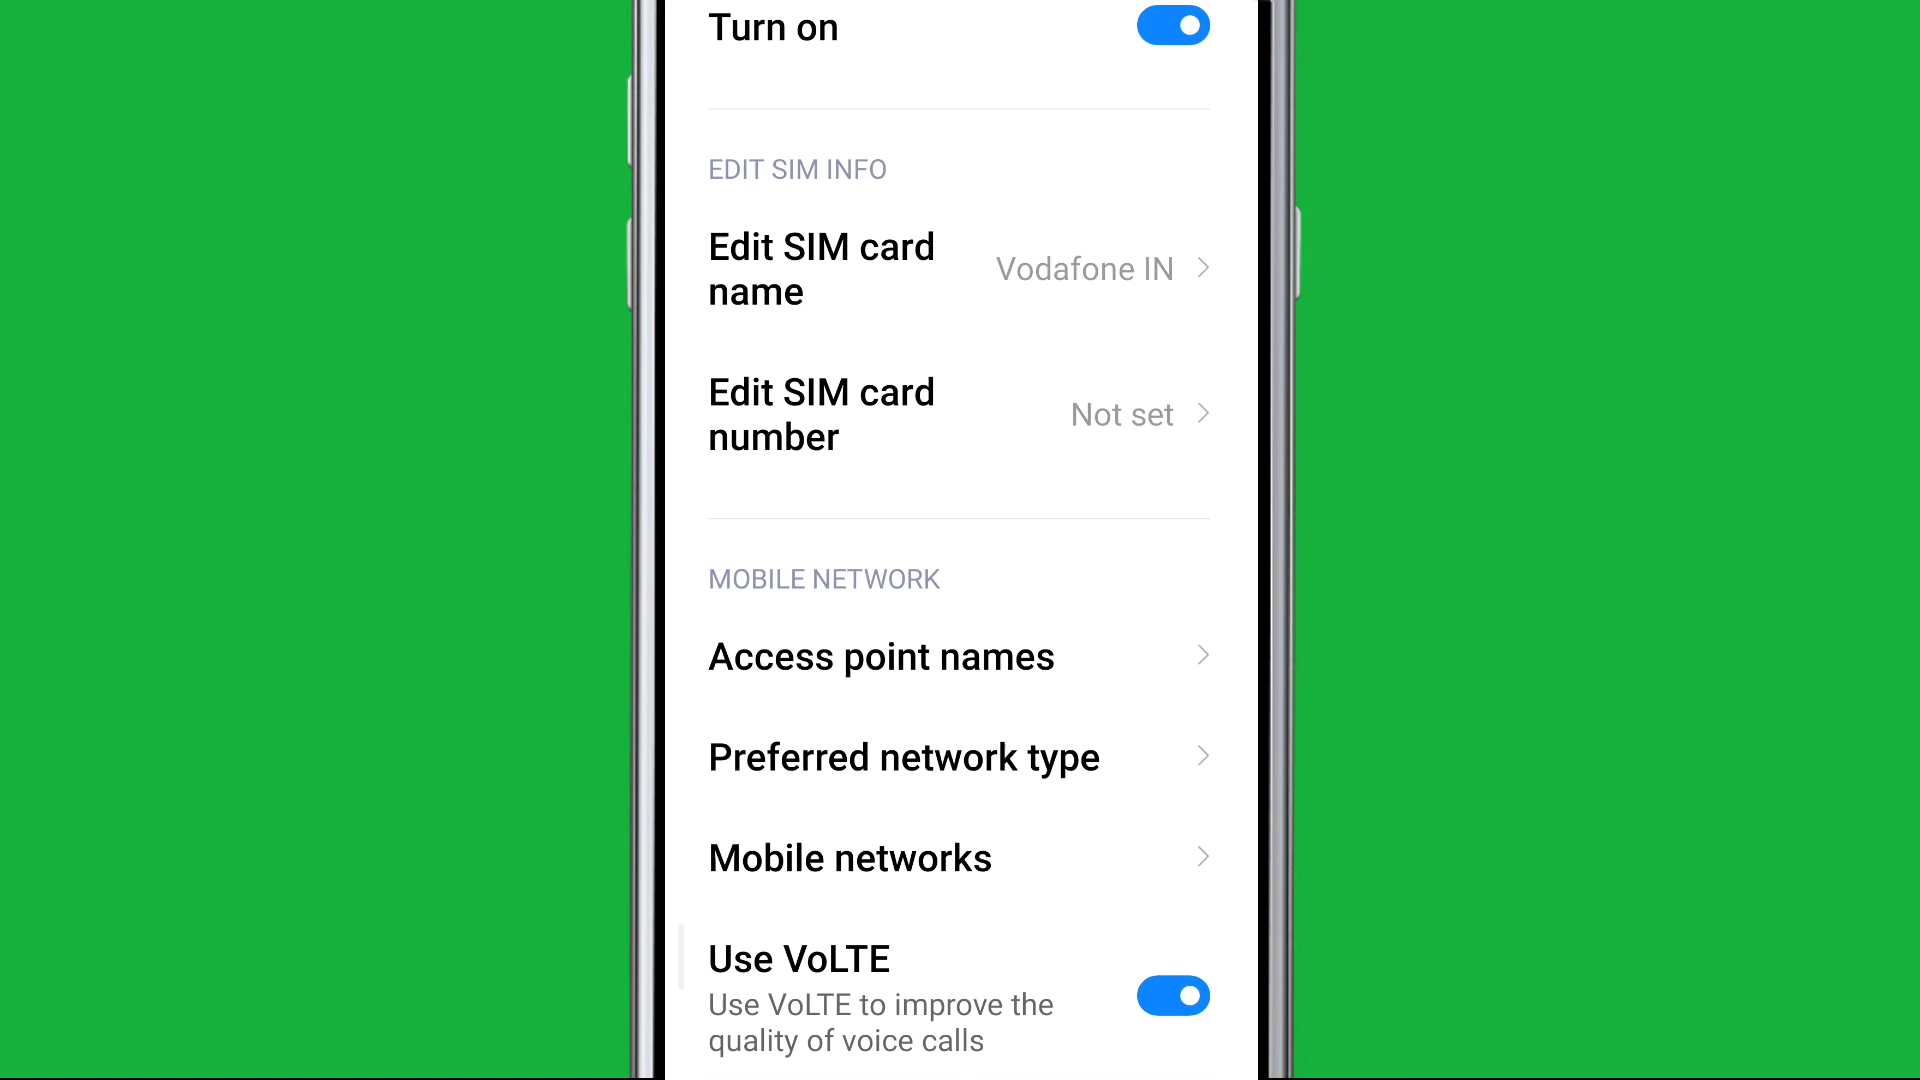 Turn on
EDIT SIM INFO
Edit SIM card
name
Vodafone IN
Edit SIM card
number
Not set
MOBILE NETWORK
Access point names
Preferred network type
Mobile networks
Use VoLTE
Use VoLTE to improve the
quality of voice calls